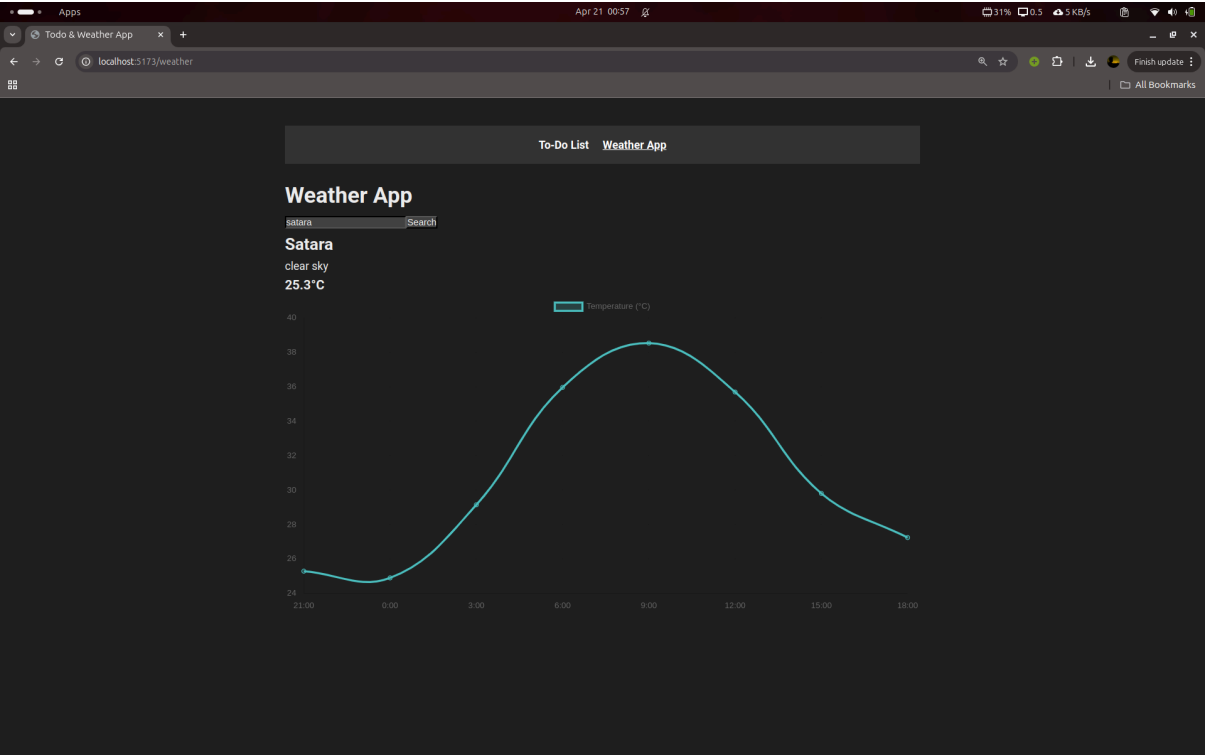 Apps Apr 21 00:57 31% 0.5 5 KB/s
Todo & Weather App
localhost:5173/weather Finish update
All Bookmarks
To-Do List Weather App
Weather App
satara Search
Satara
clear sky
25.3°C
Temperature (°C)
40
38
36
34
32
30
28
26
24
21:00 0:00 3:00 6:00 9:00 12:00 15:00 18:00